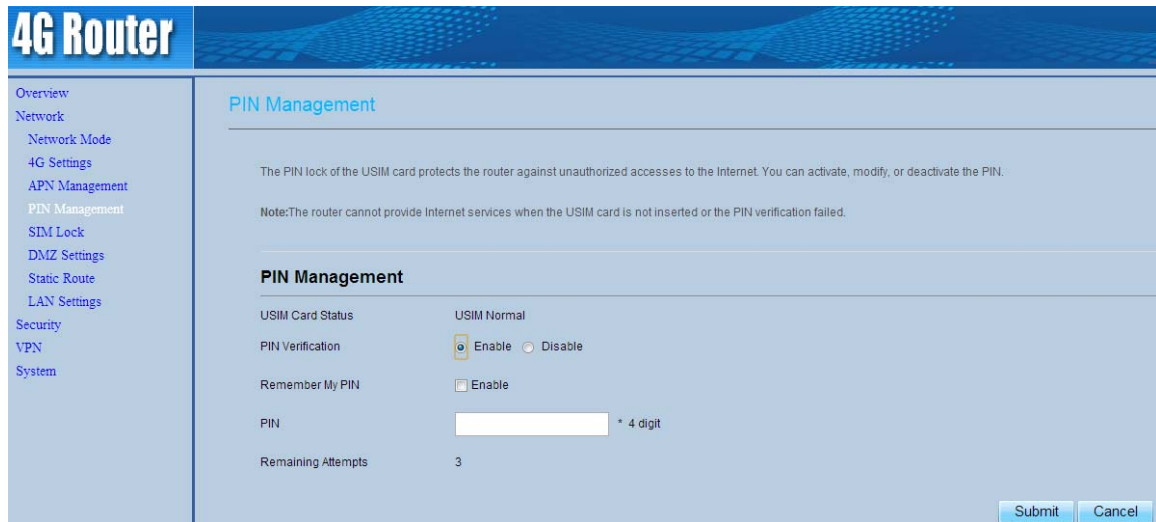 4G Router
Overview
Network
Network Mode
4G Settings
APN Management
PIN Management
SIM Lock
DMZ Settings
Static Route
LAN Settings
Security
VPN
System
PIN Management
The PIN lock of the USIM card protects the router against unauthorized accesses to the Internet. You can activate, modify, or deactivate the PIN.
Note:The router cannot provide Internet services when the USIM card is not inserted or the PIN verification failed.
PIN Management
USIM Card Status USIM Normal
PIN Verification Enable Disable
Remember My PIN Enable
PIN * 4 digit
Remaining Attempts 3
Submit Cancel